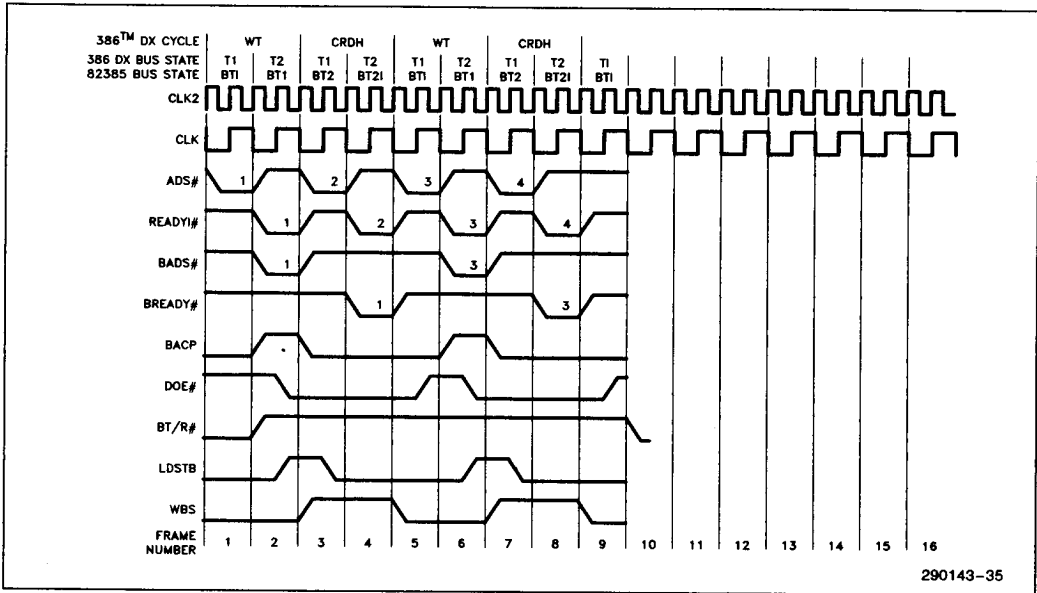 386™ DX CYCLE WT CRDH WT CRDH
386 DX BUS STATE T1 T2 T1 T2 T1 T2 T1 T2 TI
82385 BUS STATE BTI BT1 BT2 BT2I BTI BT1 BT2 BT2I BTI
CLK2
CLK
ADS# 1 2 3 4
READYI# 1 2 3 4
BADS# 1 3
BREADY# 1 3
BACP
DOE#
BT/R#
LDSTB
WBS
FRAME
NUMBER 1 2 3 4 5 6 7 8 9 10 11 12 13 14 15 16
290143-35